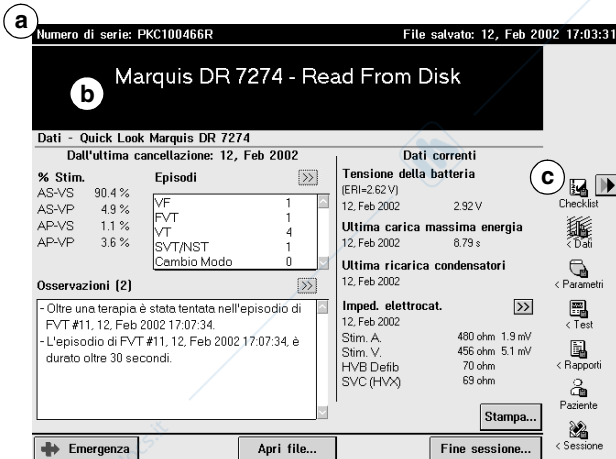 a
Numero di serie: PKC100466R File salvato: 12, Feb 2002 17:03:31
b
Marquis DR 7274 - Read From Disk
Dati - Quick Look Marquis DR 7274
Dall'ultima cancellazione: 12, Feb 2002
% Stim.
AS-VS 90.4 %
AS-VP 4.9 %
AP-VS 1.1 %
AP-VP 3.6 %
Episodi >>
VF 1
FVT 1
VT 4
SVT/NST 1
Cambio Modo 0
Osservazioni (2) >>
- Oltre una terapia è stata tentata nell'episodio di
FVT #11, 12, Feb 2002 17:07:34.
- L'episodio di FVT #11, 12, Feb 2002 17:07:34, è
durato oltre 30 secondi.
Dati correnti
Tensione della batteria
(ERI=2.62 V)
12, Feb 2002 2.92 V
Ultima carica massima energia
12, Feb 2002 8.79 s
Ultima ricarica condensatori
12, Feb 2002
Imped. elettrocat. >>
12, Feb 2002
Stim. A. 480 ohm 1.9 mV
Stim. V. 456 ohm 5.1 mV
HVB Defib 70 ohm
SVC (HVX) 69 ohm
Stampa...
c
Checklist
< Dati
< Parametri
< Test
< Rapporti
Paziente
< Sessione
Emergenza Apri file... Fine sessione...